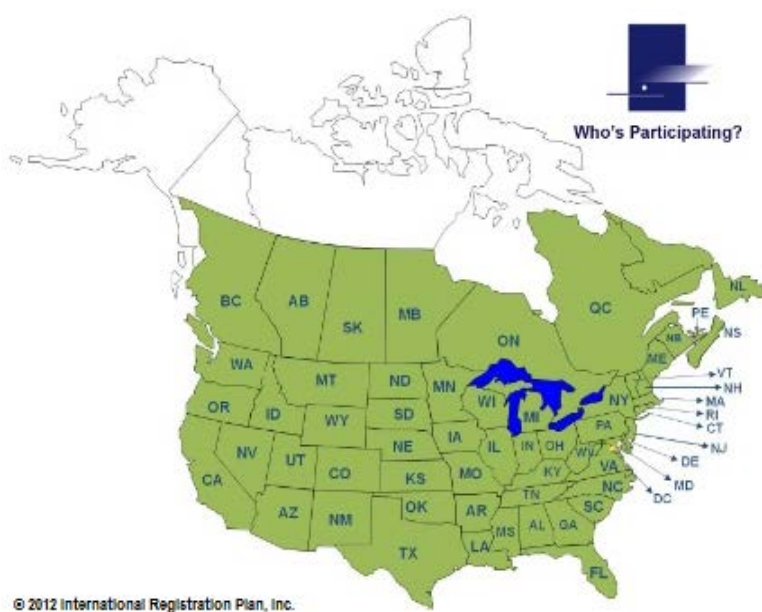 Who's Participating?
NL
QC
PE
NS
NB
ME
BC
AB
SK
MB
ON
WA
MT
ND
MN
OR
ID
WY
SD
WI
MI
NY
VT
NH
MA
RI
CT
NJ
DE
MD
DC
PA
NV
UT
CO
NE
IA
IL
IN
OH
WV
VA
CA
KS
MO
KY
NC
AZ
NM
OK
AR
TN
SC
TX
LA
MS
AL
GA
FL
© 2012 International Registration Plan, Inc.